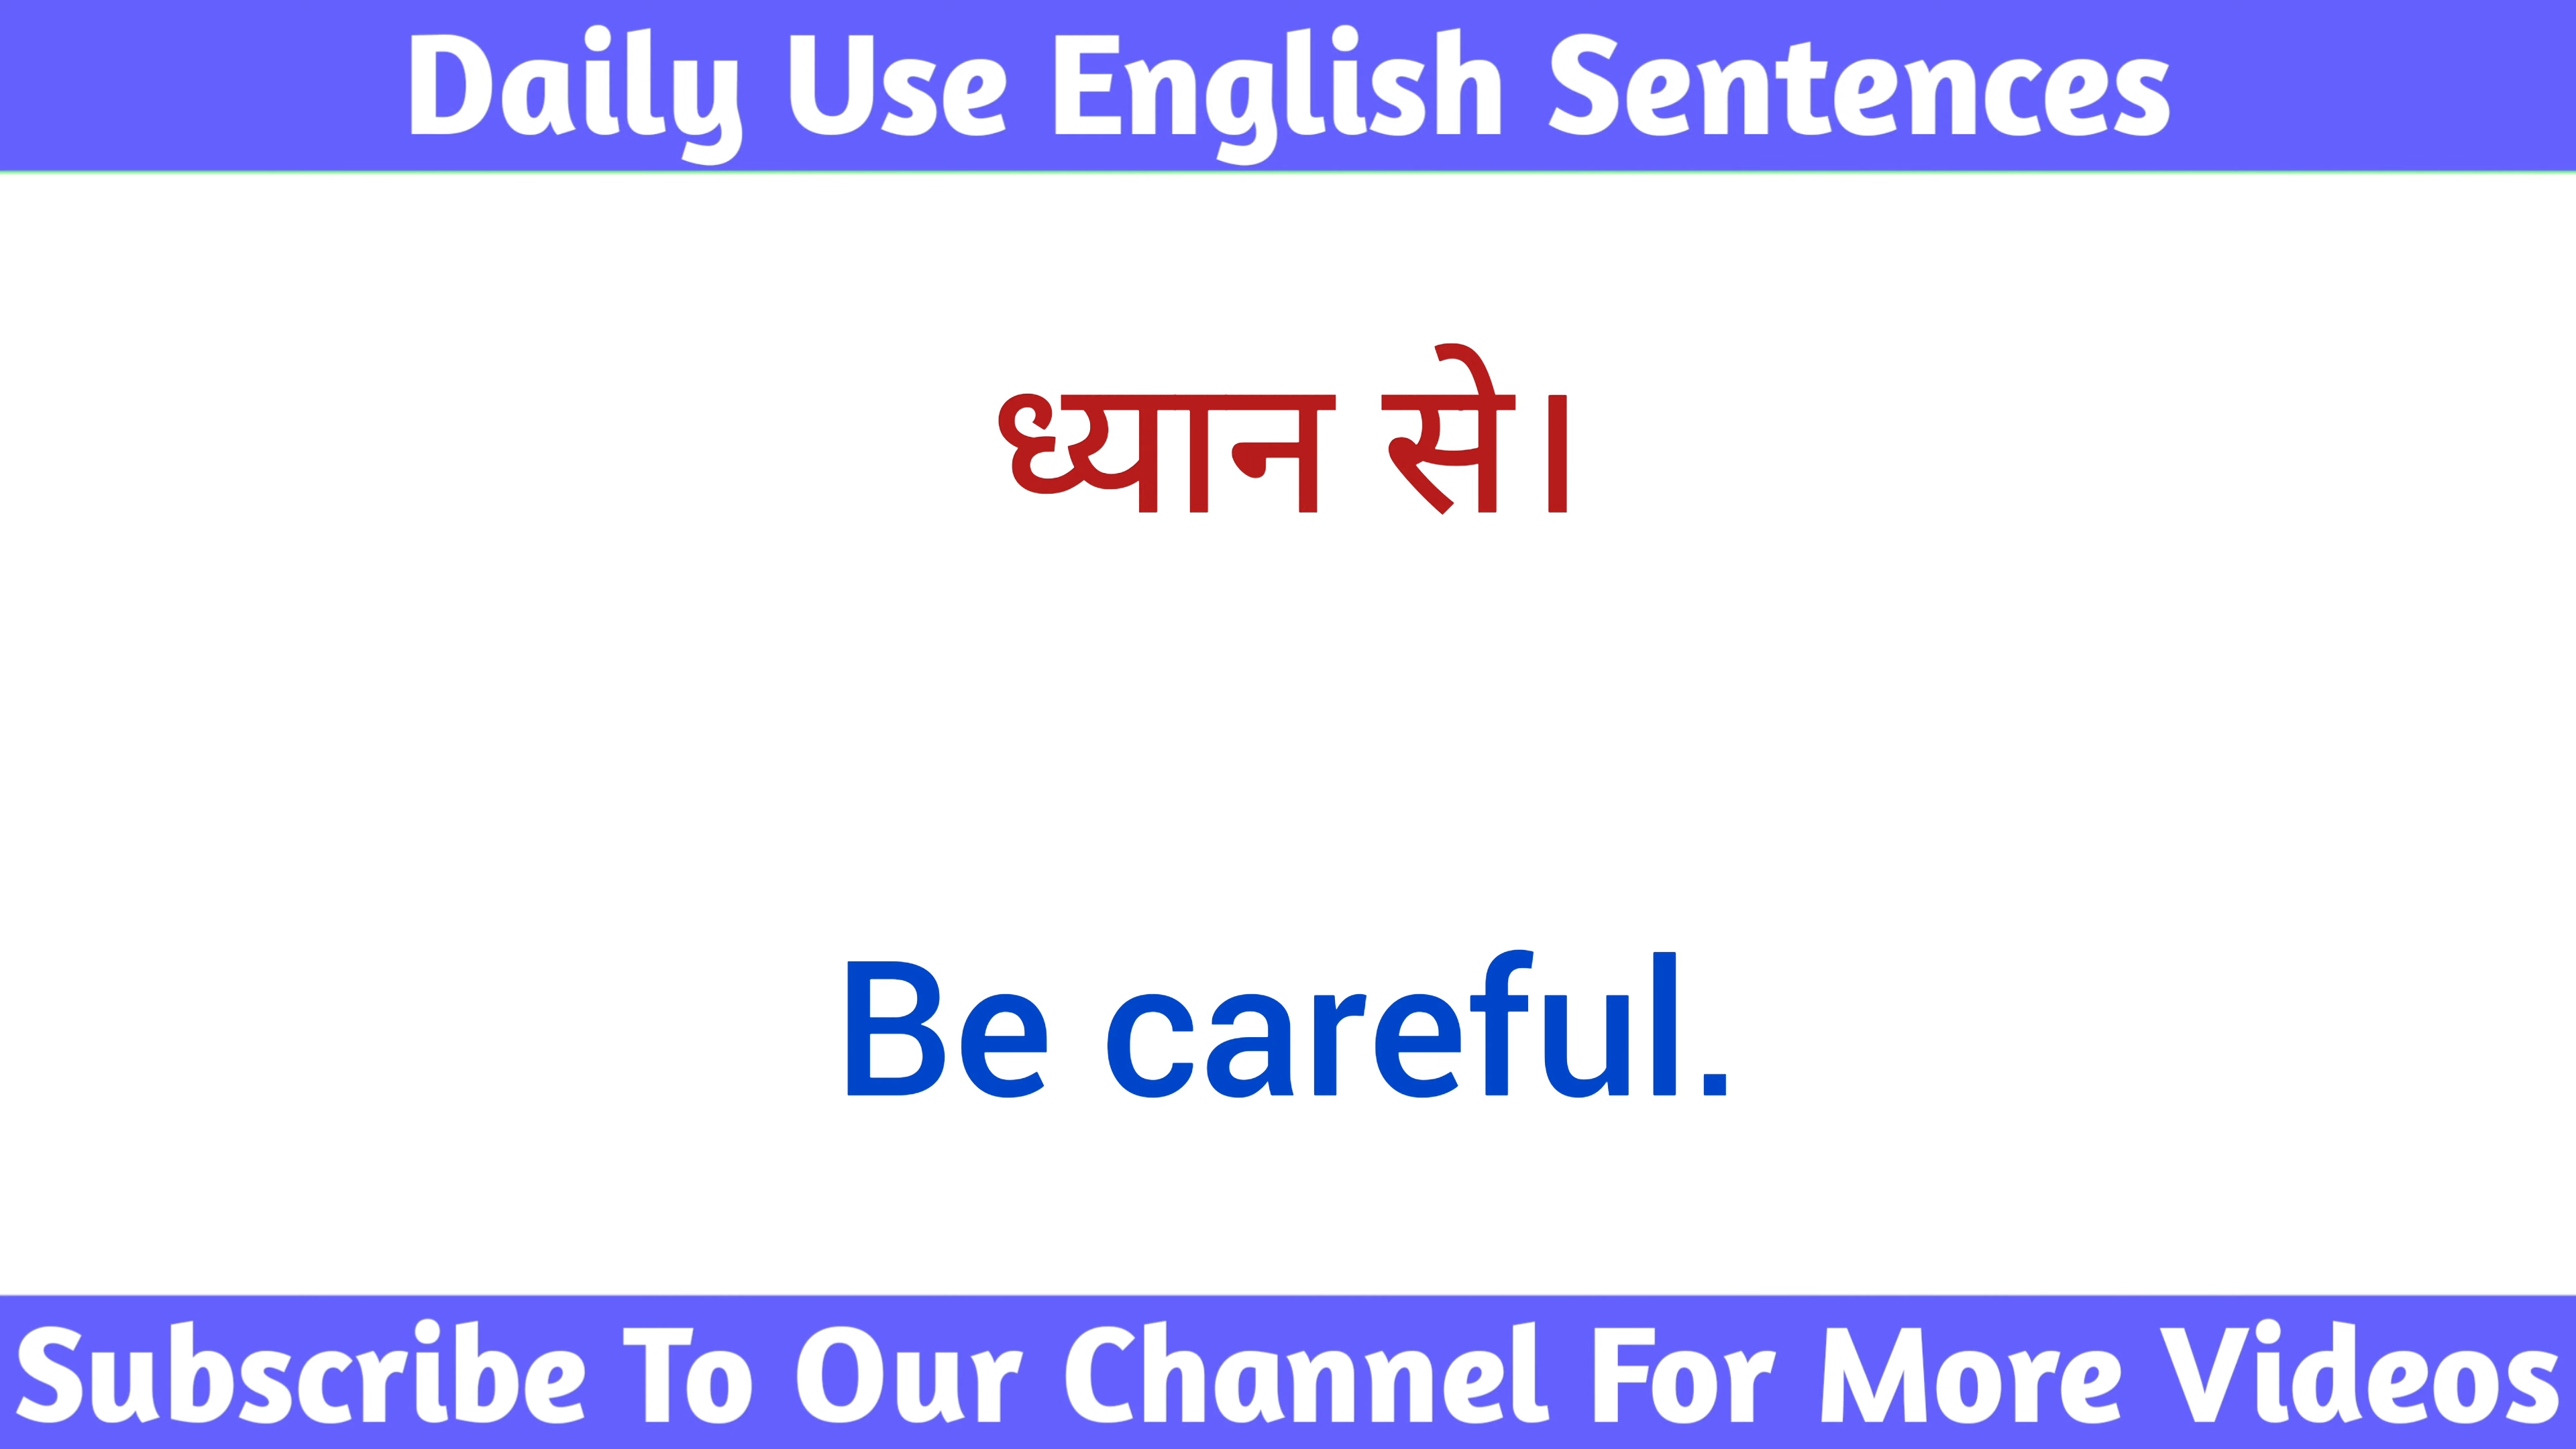 Daily Use English Sentences
ध्यान से।
Be careful.
Subscribe To Our Channel For More Videos